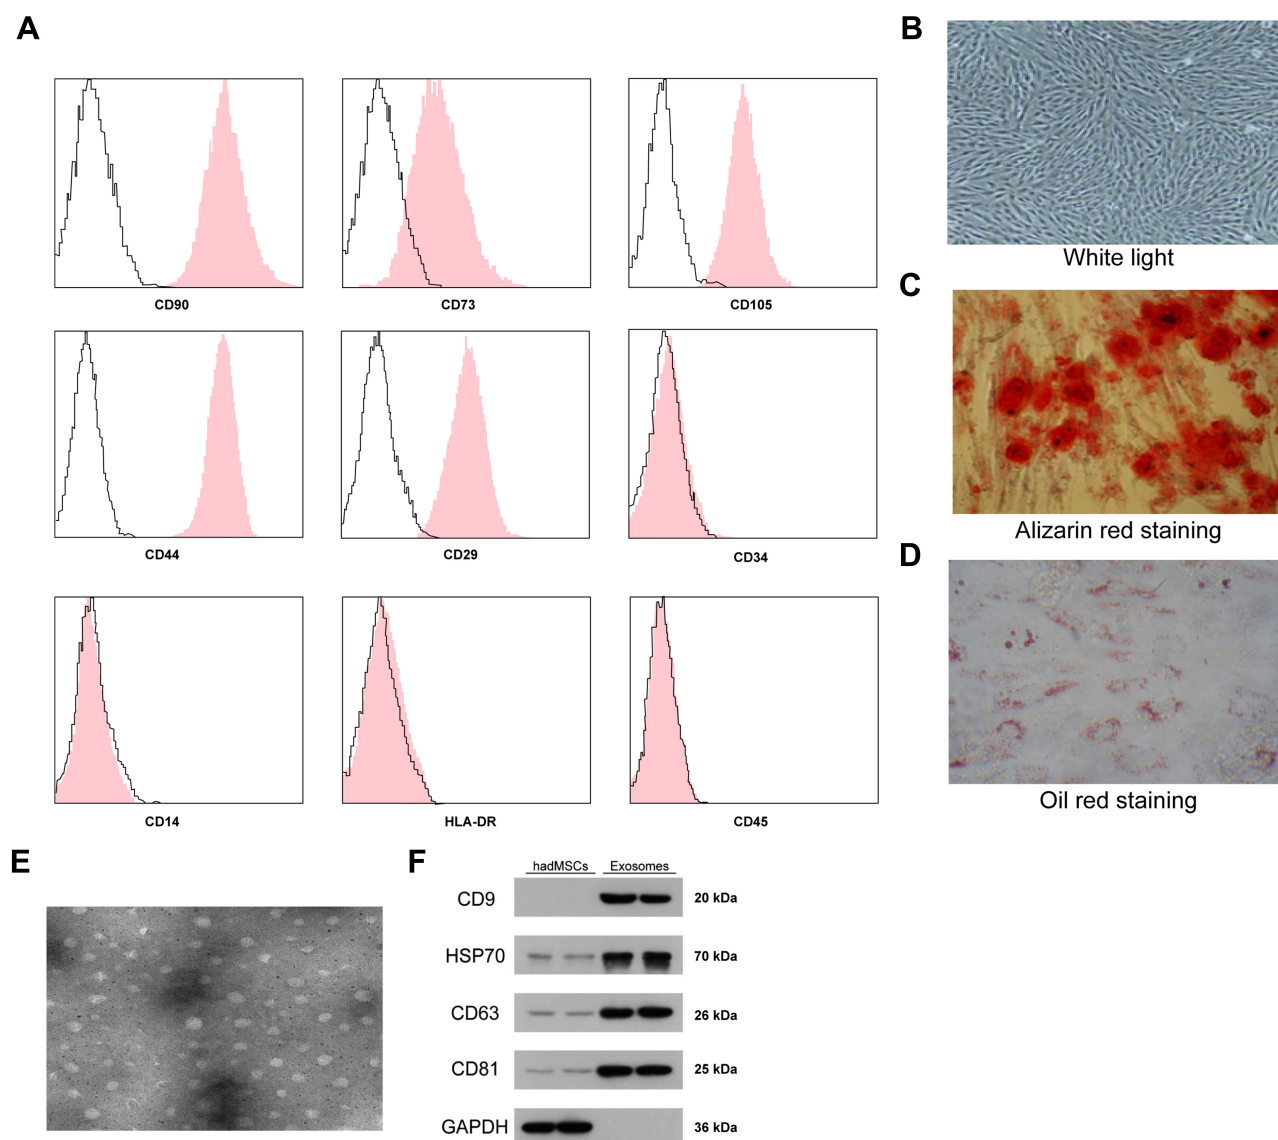 A
B
CD90
CD73
CD105
White light
C
CD44
CD29
CD34
Alizarin red staining
D
CD14
HLA-DR
CD45
Oil red staining
E
F
hadMSCs Exosomes
CD9 20 kDa
HSP70 70 kDa
CD63 26 kDa
CD81 25 kDa
GAPDH 36 kDa